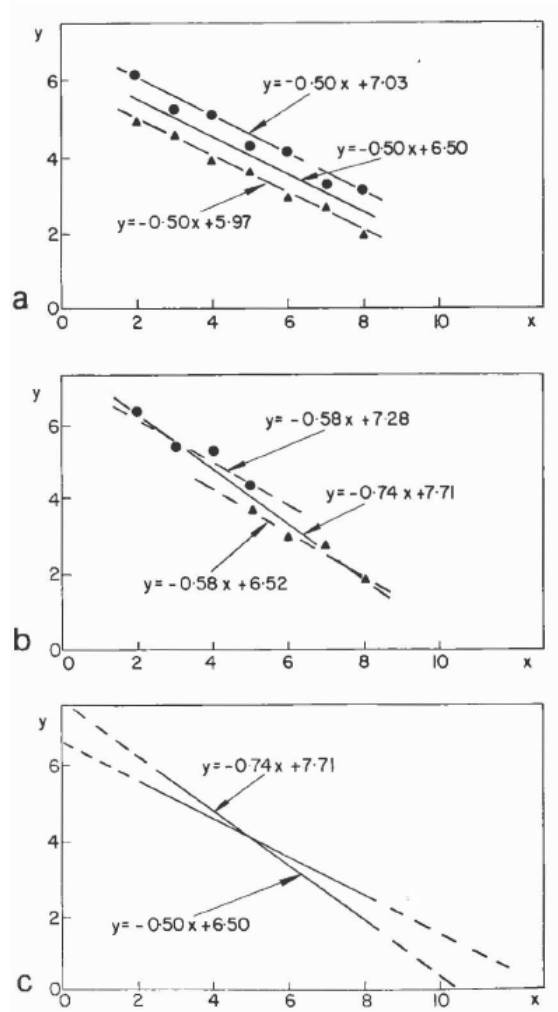 y
6
y=-0·50x +7·03
4
y=-0·50x+6·50
2
y=-0·50x+5·97
a
0
0 2 4 6 8 10 x
y
6
y= -0·58x +7·28
4
y= -0·74x +7·71
2
y=-0·58x + 6·52
b
0
0 2 4 6 8 10 x
y
6
y=-0·74x +7·71
4
2
y= -0·50x+6·50
c
0
0 2 4 6 8 10 x